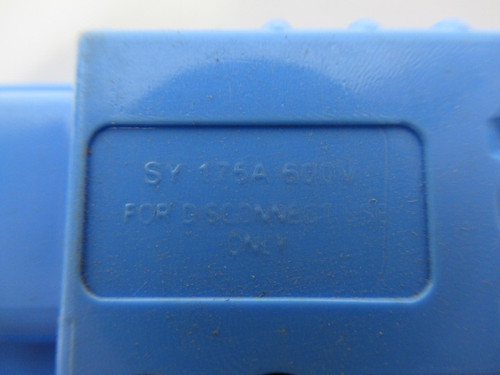 SY 175A 600V
FOR DISCONNECT USE
ONLY